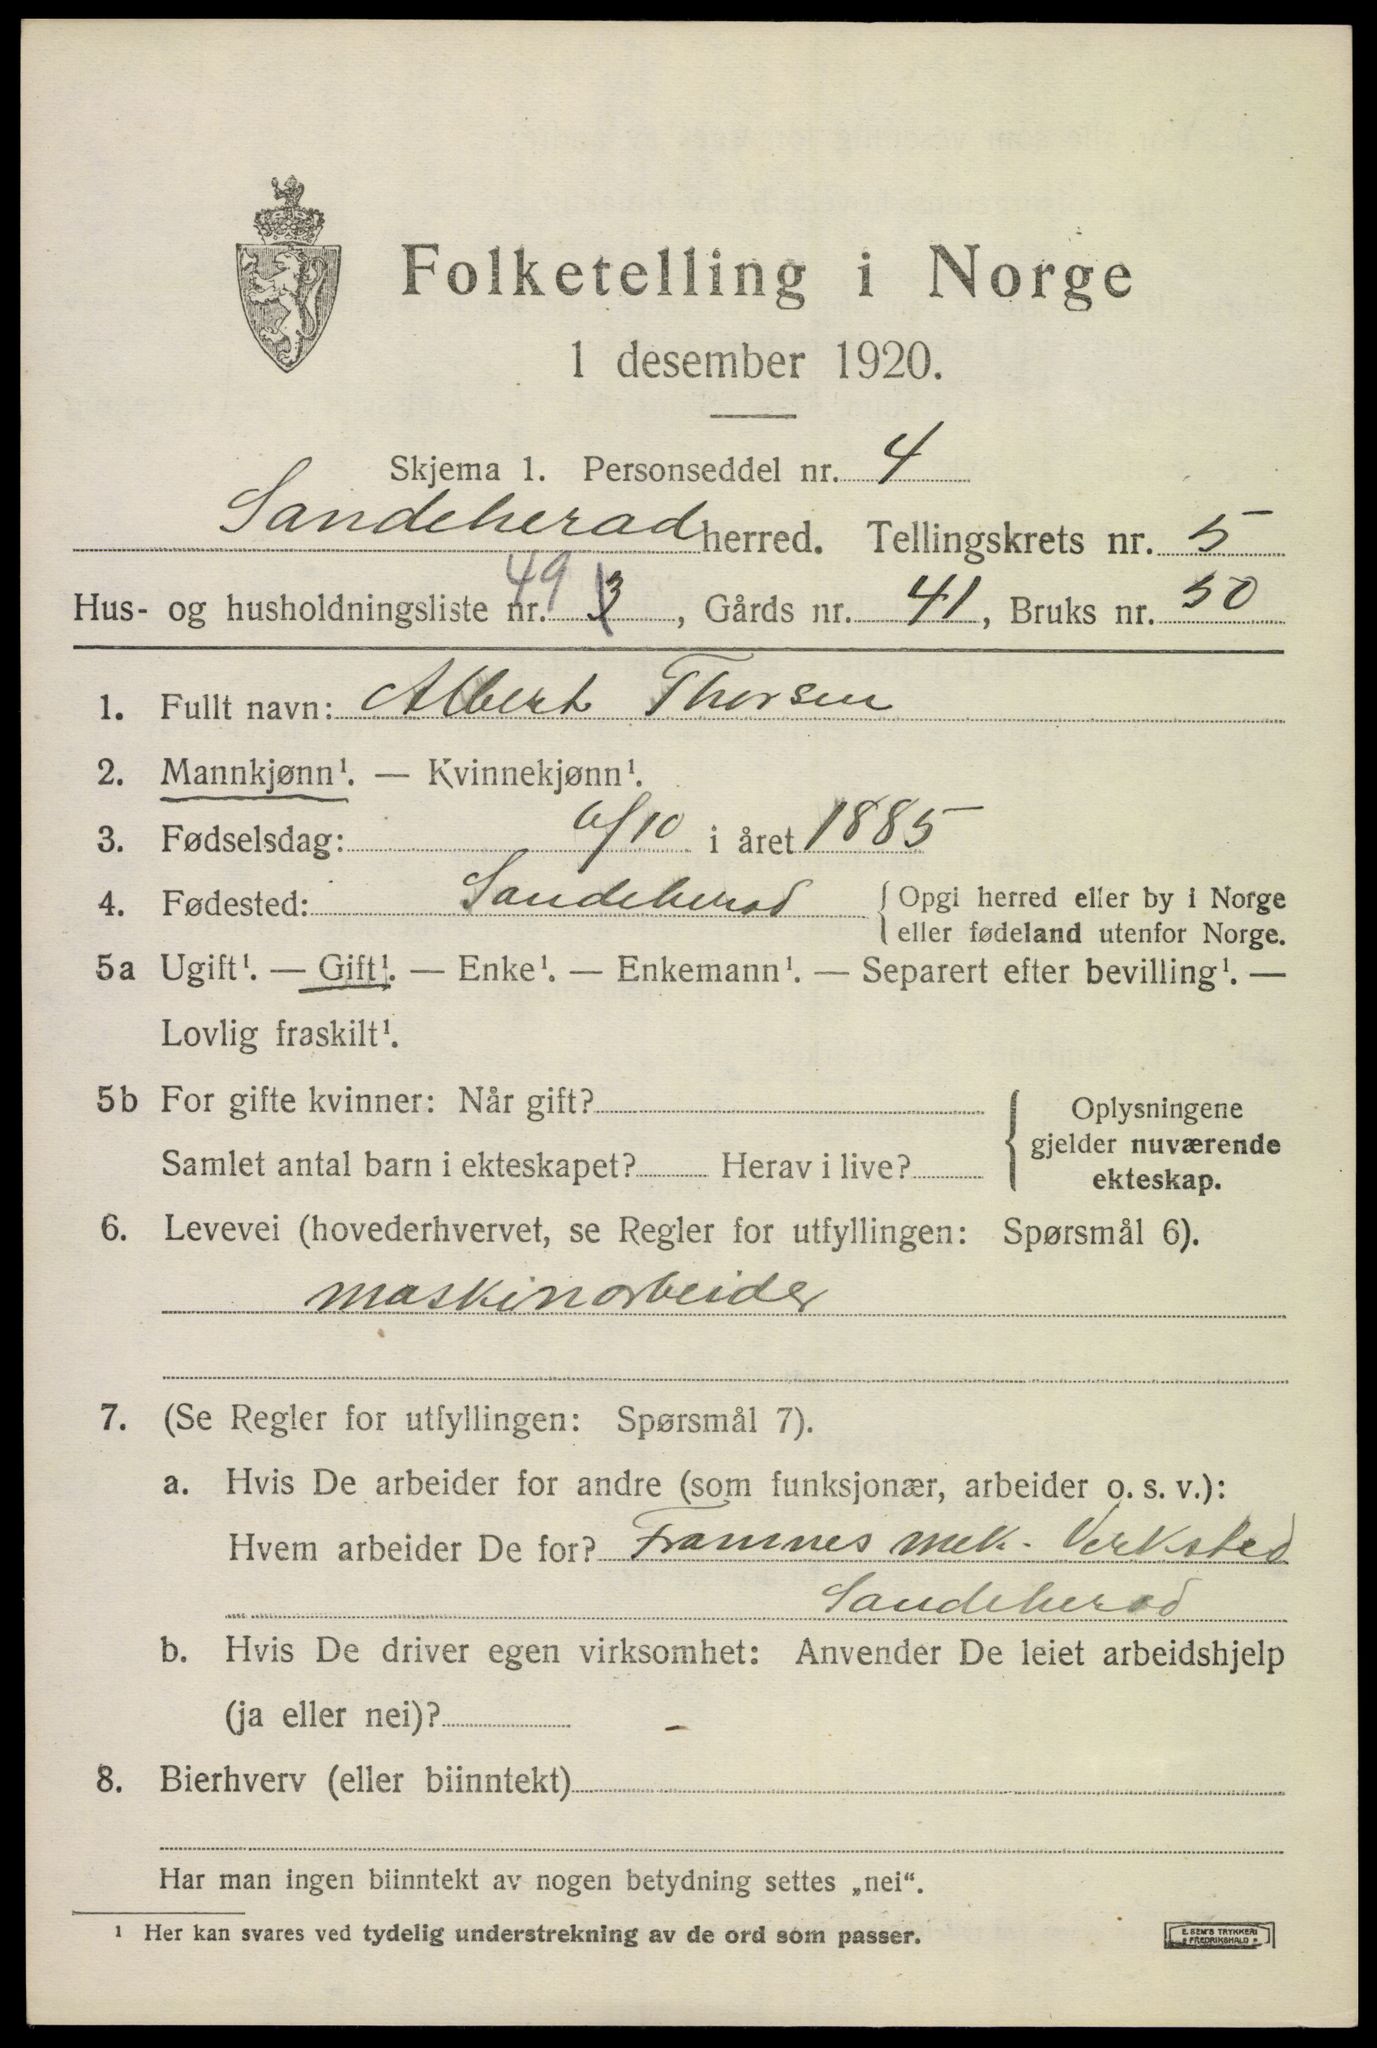 Folketelling i Norge
1 desember 1920.
Skjema 1. Personseddel nr. 4
Sandeherad herred. Tellingskrets nr. 5
Hus- og husholdningsliste nr. 49 3, Gårds nr. 41, Bruks nr. 50
1. Fullt navn: Albert Thorsen
2. Mannkjønn¹. — Kvinnekjønn¹.
3. Fødselsdag: 6/10 i året 1885
4. Fødested: Sandeherad {Opgi herred eller by i Norge
eller fødeland utenfor Norge.
5a Ugift¹. — Gift¹. — Enke¹. — Enkemann¹. — Separert efter bevilling¹. —
Lovlig fraskilt¹.
5b For gifte kvinner: Når gift? {Oplysningene
gjelder nuværende
Samlet antal barn i ekteskapet? Herav i live? ekteskap.
6. Levevei (hovederhvervet, se Regler for utfyllingen: Spørsmål 6).
maskinarbeider
7. (Se Regler for utfyllingen: Spørsmål 7).
a. Hvis De arbeider for andre (som funksjonær, arbeider o. s. v.):
Hvem arbeider De for? Framnes mek. Verksted
Sandeherad
b. Hvis De driver egen virksomhet: Anvender De leiet arbeidshjelp
(ja eller nei)? -
8. Bierhverv (eller biinntekt)
Har man ingen biinntekt av nogen betydning settes „nei“.
¹ Her kan svares ved tydelig understrekning av de ord som passer.
E. SEM'S TRYKKERI
FREDRIKSHALD